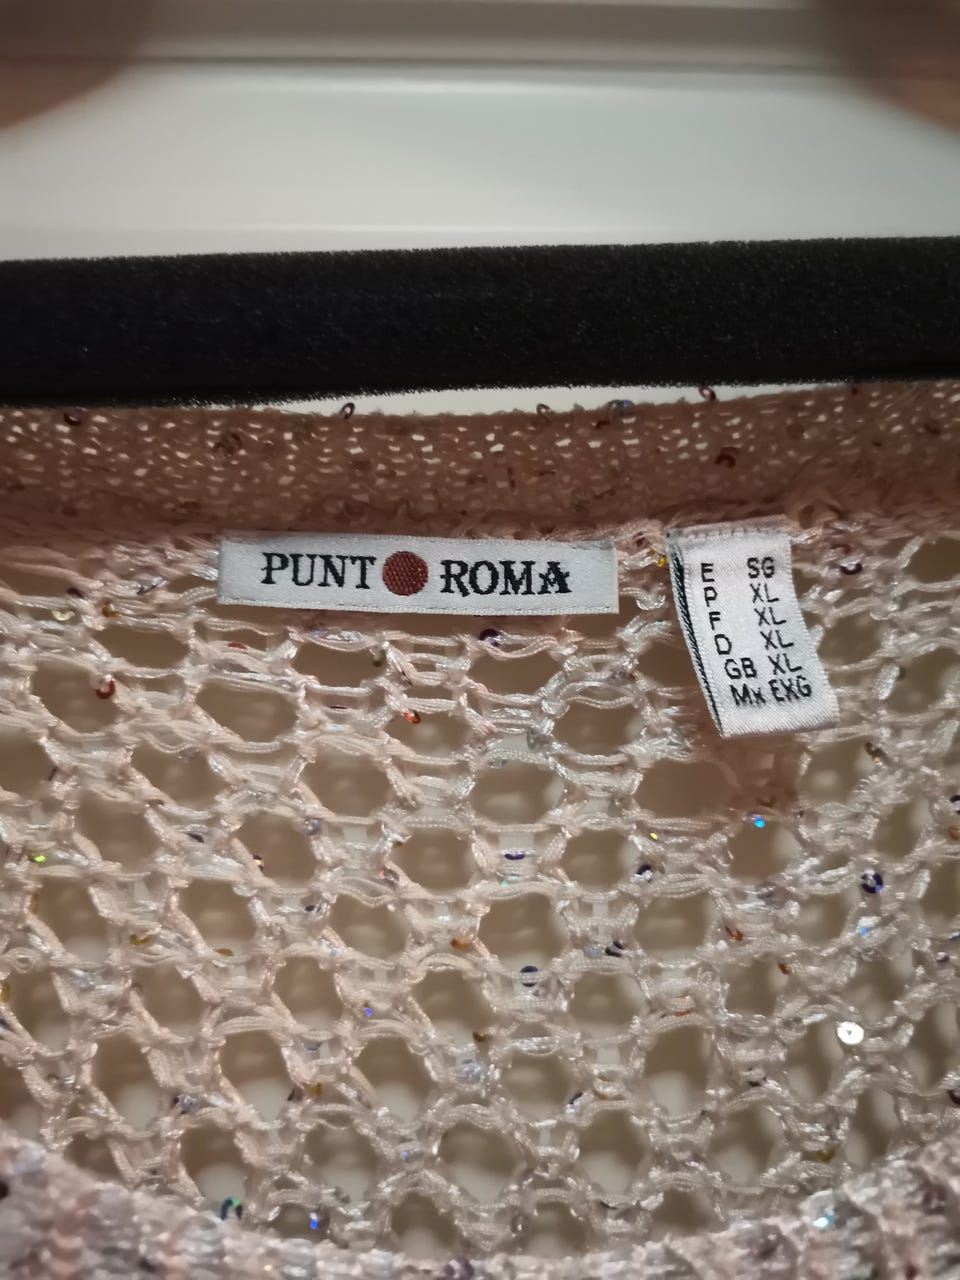 PUNT ROMA
E SG
P XL
F XL
D XL
GB XL
Mx EXG